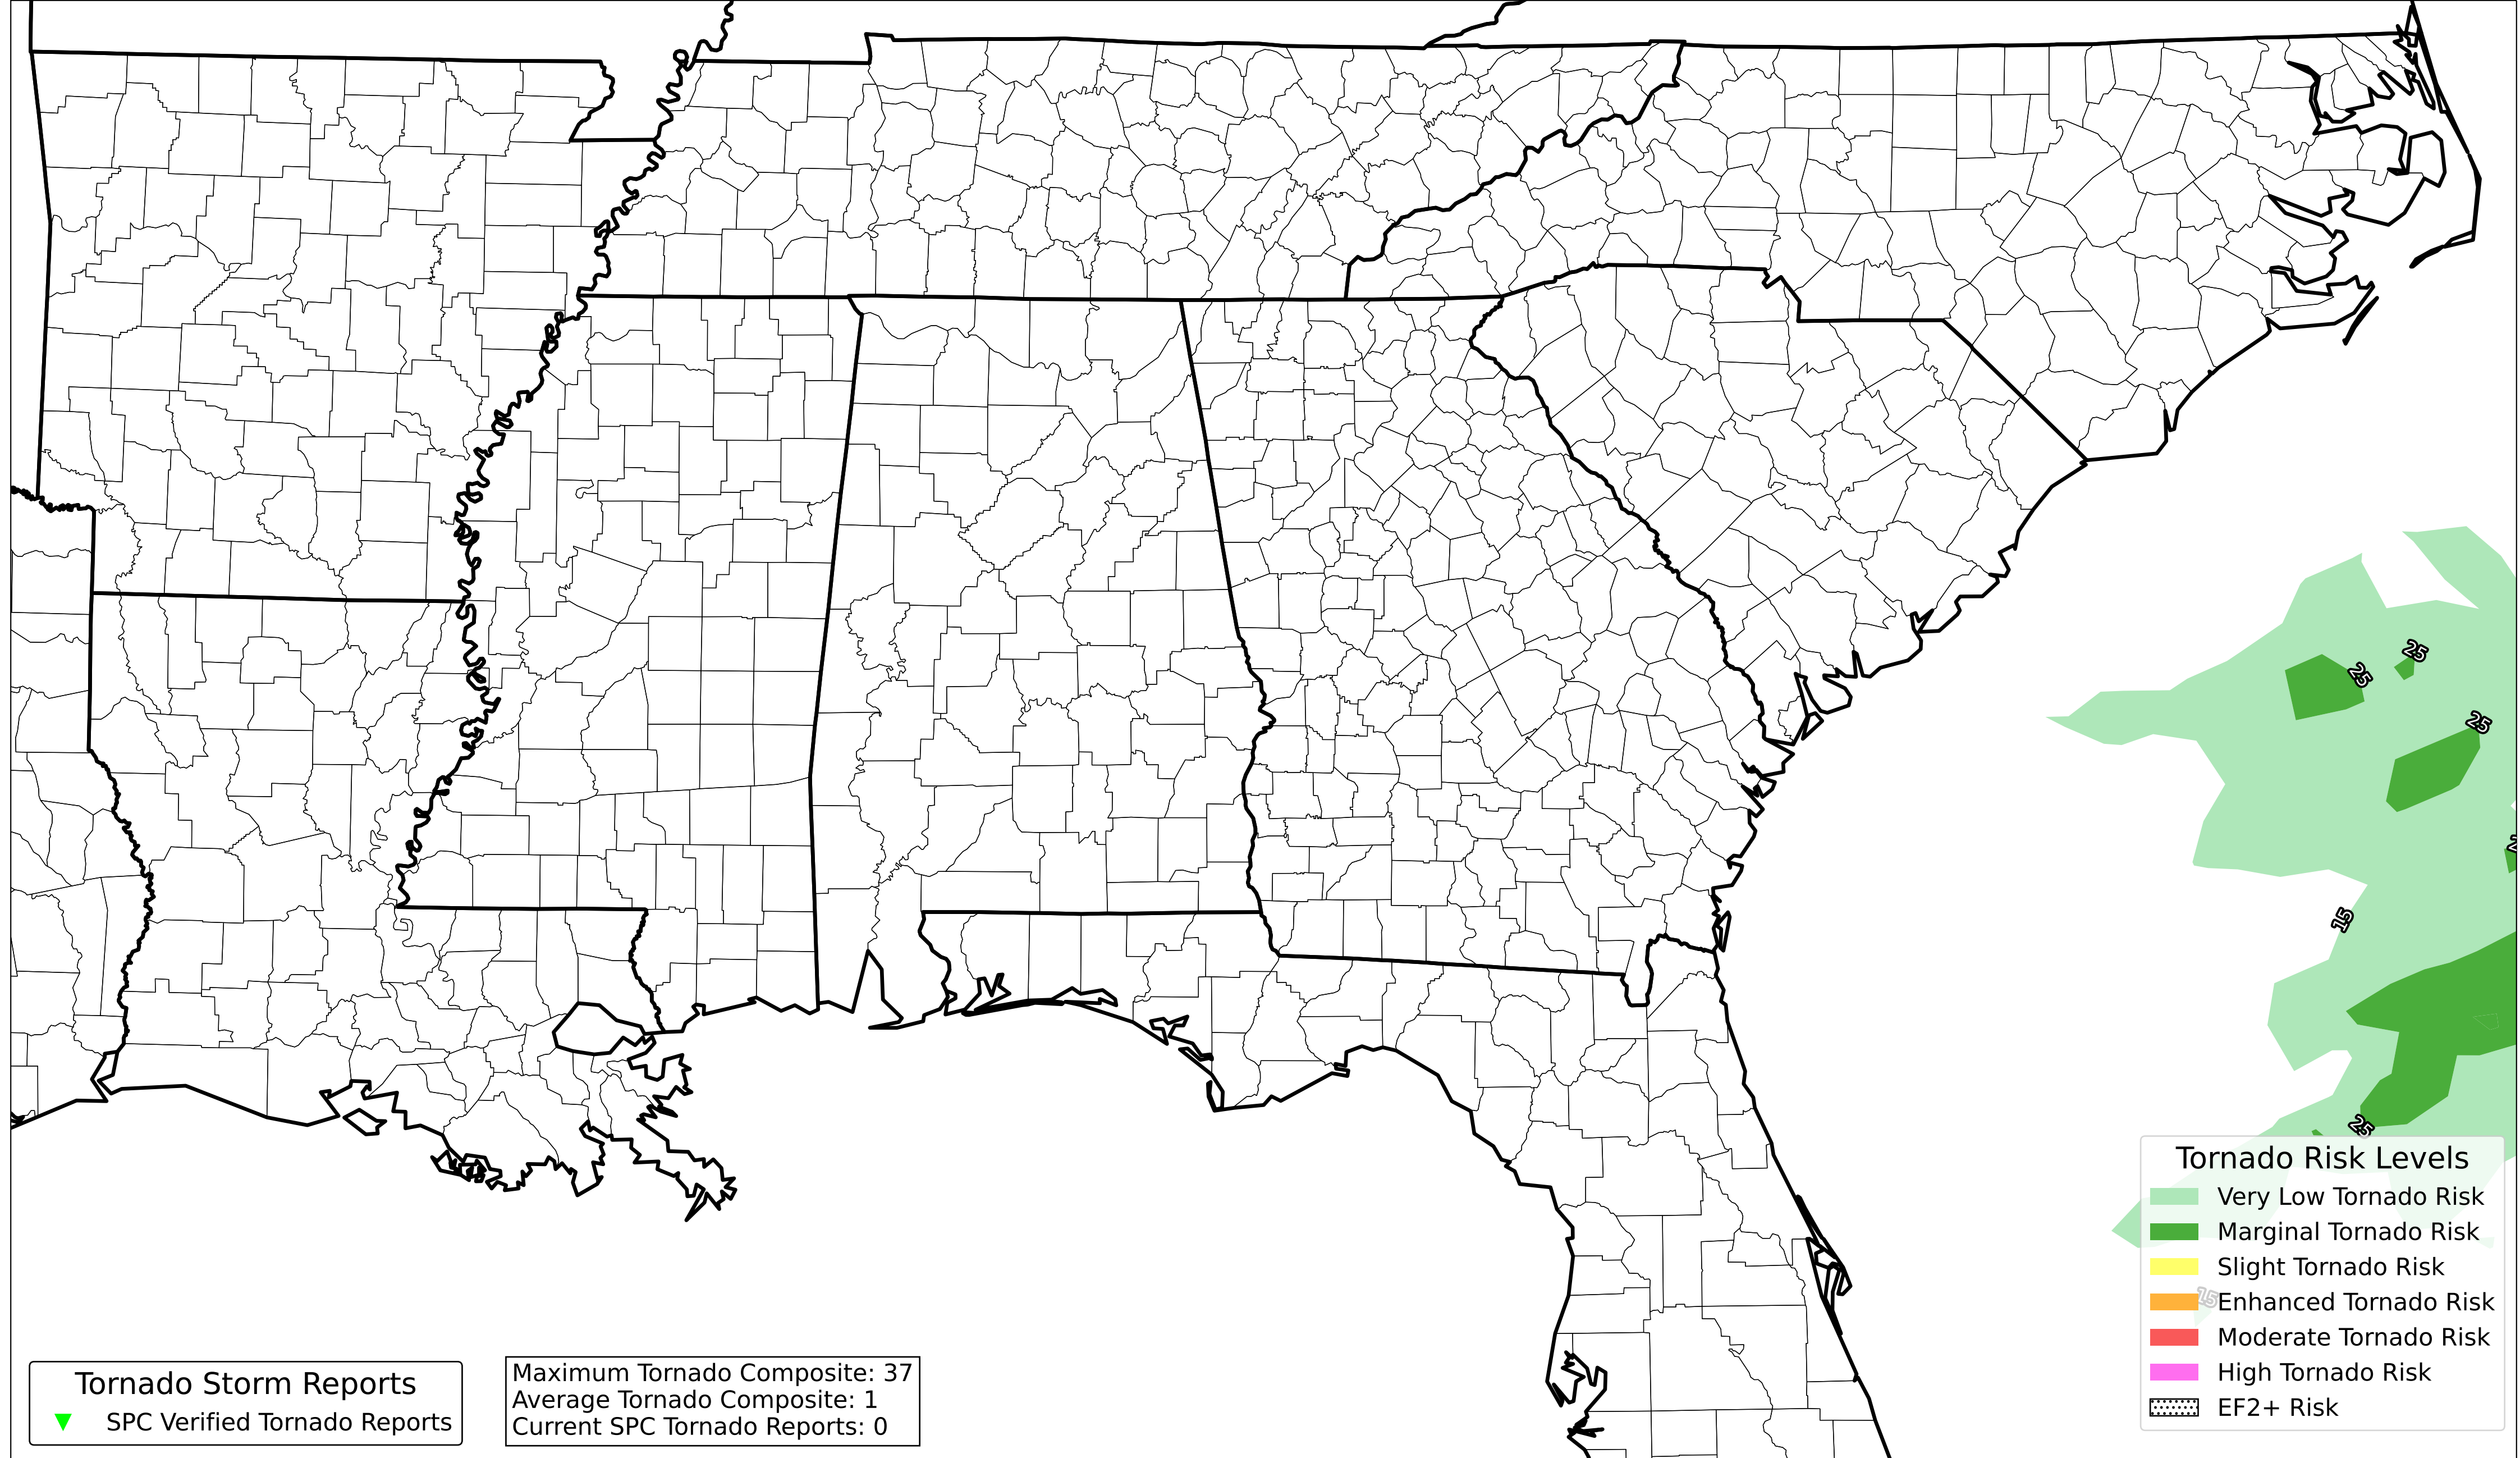 25
25
25
15
25
Tornado Risk Levels
Very Low Tornado Risk
Marginal Tornado Risk
Slight Tornado Risk
15
Enhanced Tornado Risk
Moderate Tornado Risk
High Tornado Risk
EF2+ Risk
Tornado Storm Reports
SPC Verified Tornado Reports
Maximum Tornado Composite: 37
Average Tornado Composite: 1
Current SPC Tornado Reports: 0